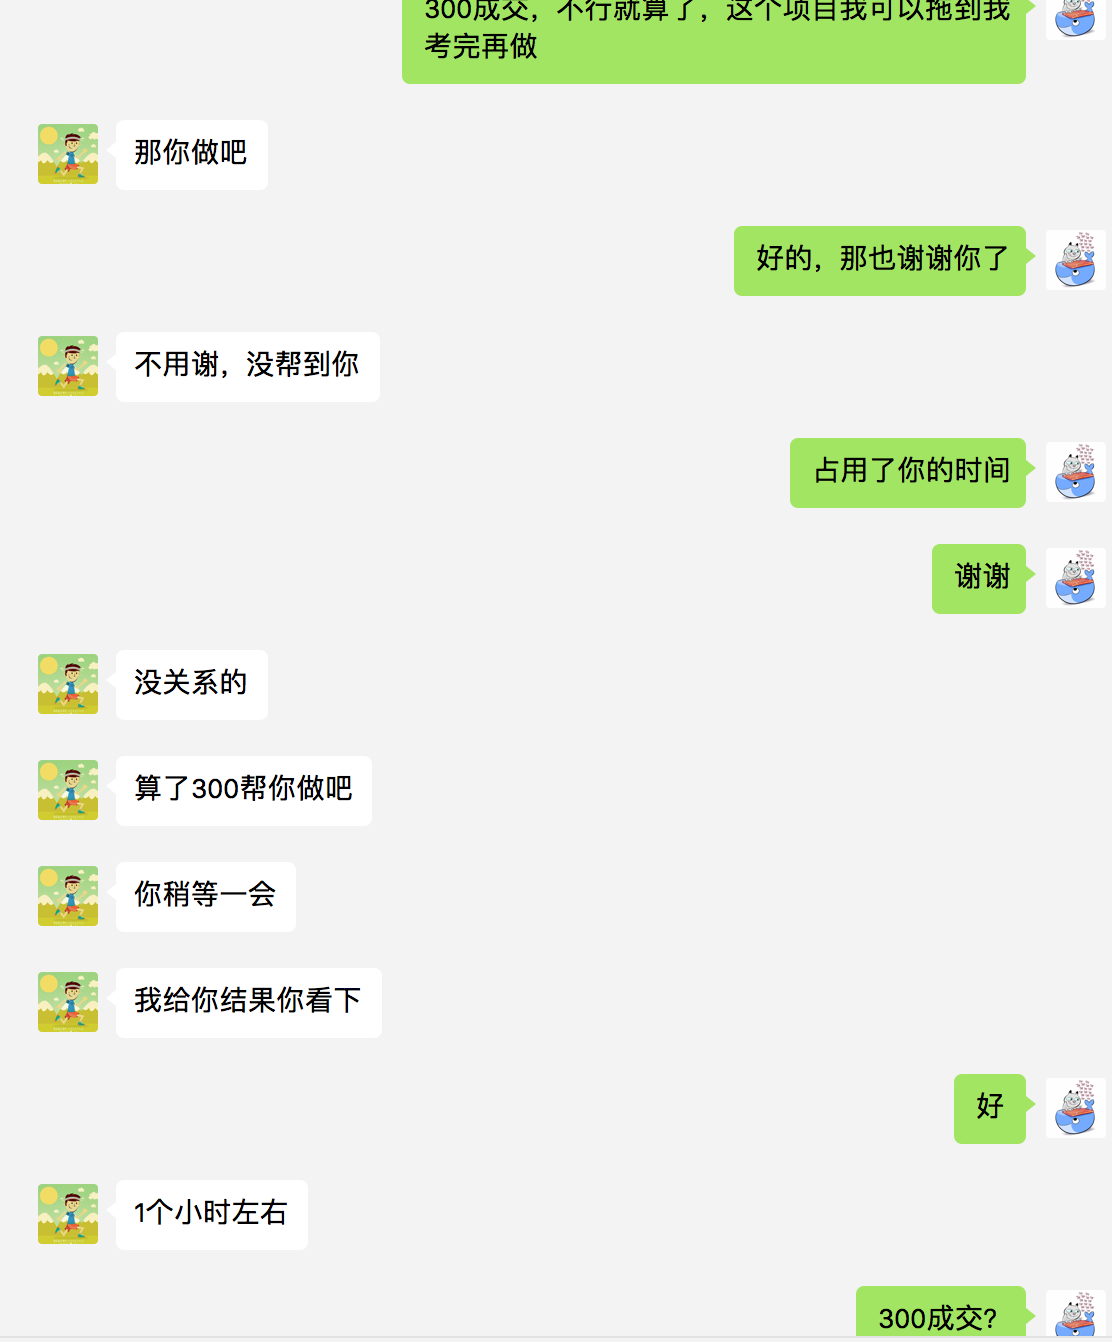 300成交，不行就算了，这个项目我可以拖到我
考完再做
那你做吧
好的，那也谢谢你了
不用谢，没帮到你
占用了你的时间
谢谢
没关系的
算了300帮你做吧
你稍等一会
我给你结果你看下
好
1个小时左右
300成交?